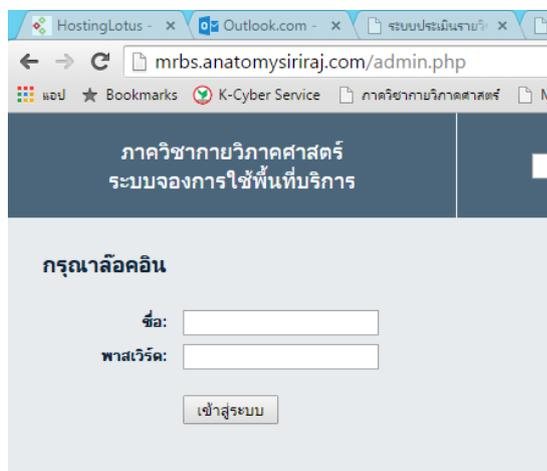 HostingLotus -
Outlook.com -
ระบบประเมินรายวิ
mrbs.anatomysiriraj.com/admin.php
แอป Bookmarks K-Cyber Service ภาควิชากายวิภาคศาสตร์
ภาควิชากายวิภาคศาสตร์
ระบบจองการใช้พื้นที่บริการ
กรุณาล๊อคอิน
ชื่อ:
พาสเวิร์ด:
เข้าสู่ระบบ